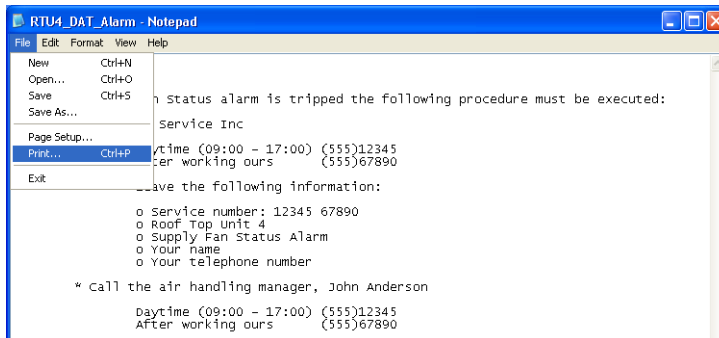 RTU4_DAT_Alarm - Notepad
File Edit Format View Help
New Ctrl+N
Open... Ctrl+O
Save Ctrl+S
Save As...
Page Setup...
Print... Ctrl+P
Exit
Status alarm is tripped the following procedure must be executed:
Service Inc
(09:00 - 17:00) (555)12345
working ours (555)67890
the following information:
o Service number: 12345 67890
o Roof Top Unit 4
o Supply Fan Status Alarm
o Your name
o Your telephone number
* Call the air handling manager, John Anderson
Daytime (09:00 - 17:00) (555)12345
After working ours (555)67890